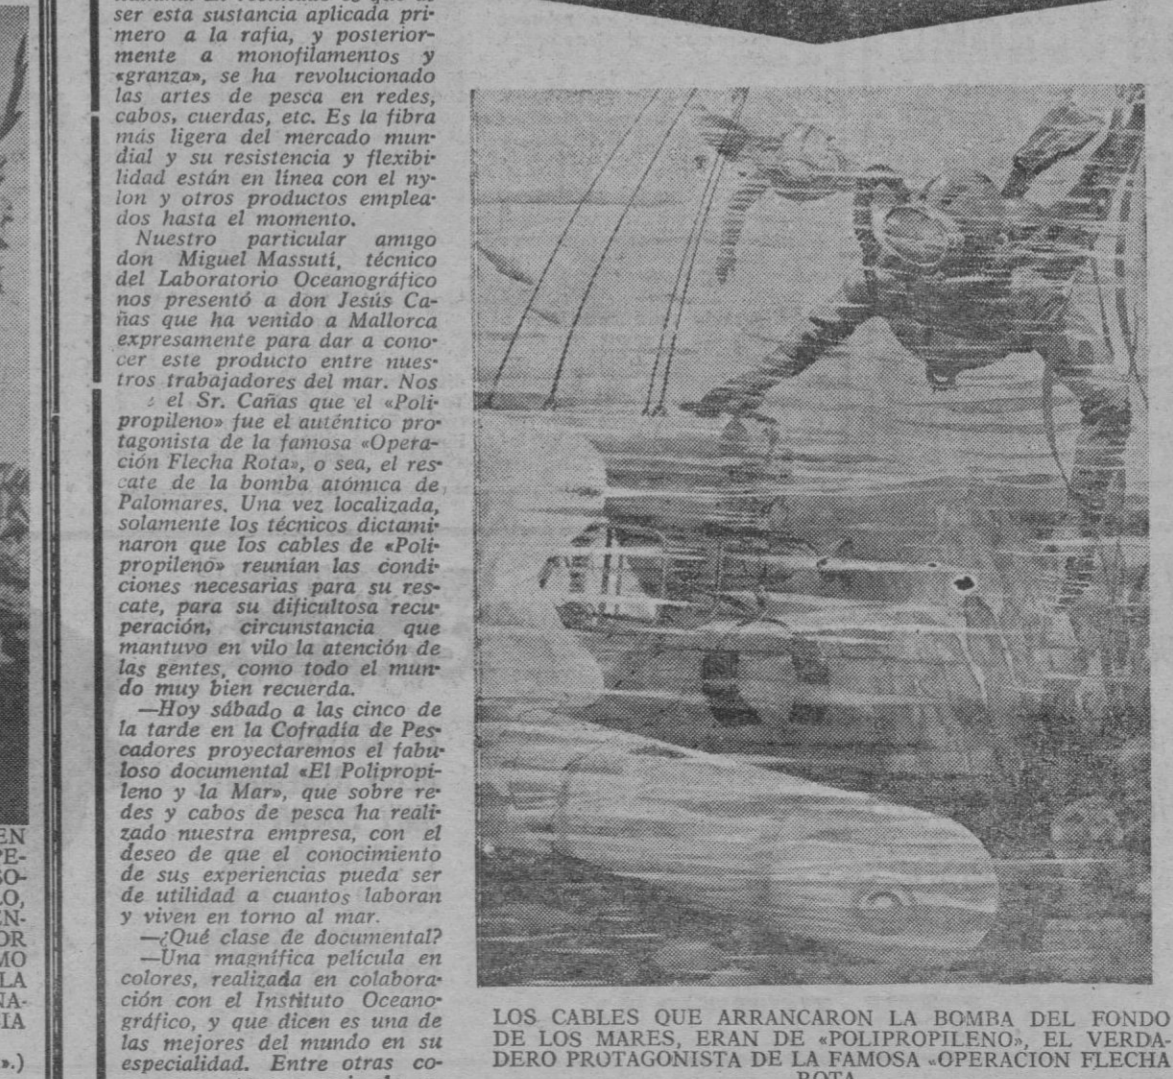 ser esta sustancia aplicada pri-
mero a la rafia, y posterior-
mente a monofilamentos y
«granza», se ha revolucionado
las artes de pesca en redes,
cabos, cuerdas, etc. Es la fibra
más ligera del mercado mun-
dial y su resistencia y flexibi-
lidad están en línea con el ny-
lon y otros productos emplea-
dos hasta el momento.
Nuestro particular amigo
don Miguel Massutí, técnico
del Laboratorio Oceanográfico
nos presentó a don Jesús Ca-
ñas que ha venido a Mallorca
expresamente para dar a cono-
cer este producto entre nues-
tros trabajadores del mar. Nos
el Sr. Cañas que el «Poli-
propileno» fue el auténtico pro-
tagonista de la famosa «Opera-
ción Flecha Rota», o sea, el res-
cate de la bomba atómica de
Palomares. Una vez localizada,
solamente los técnicos dictami-
naron que los cables de «Poli-
propileno» reunían las condi-
ciones necesarias para su res-
cate, para su dificultosa recu-
peración, circunstancia que
mantuvo en vilo la atención de
las gentes, como todo el mun-
do muy bien recuerda.
—Hoy sábado a las cinco de
la tarde en la Cofradía de Pes-
cadores proyectaremos el fabu-
loso documental «El Polipropi-
leno y la Mar», que sobre re-
des y cabos de pesca ha reali-
zado nuestra empresa, con el
deseo de que el conocimiento
de sus experiencias pueda ser
de utilidad a cuantos laboran
y viven en torno al mar.
—¿Qué clase de documental?
—Una magnífica película en
colores, realizada en colabora-
ción con el Instituto Oceano-
gráfico, y que dicen es una de
las mejores del mundo en su
especialidad. Entre otras co-
LOS CABLES QUE ARRANCARON LA BOMBA DEL FONDO
DE LOS MARES, ERAN DE «POLIPROPILENO», EL VERDA-
DERO PROTAGONISTA DE LA FAMOSA «OPERACION FLECHA
ROTA